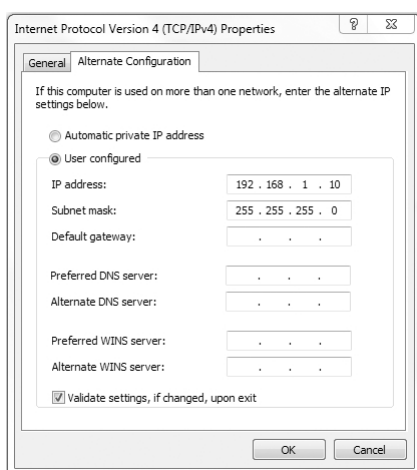 Internet Protocol Version 4 (TCP/IPv4) Properties
General
Alternate Configuration
If this computer is used on more than one network, enter the alternate IP
settings below.
Automatic private IP address
User configured
IP address: 192 . 168 . 1 . 10
Subnet mask: 255 . 255 . 255 . 0
Default gateway: . . .
Preferred DNS server: . . .
Alternate DNS server: . . .
Preferred WINS server: . . .
Alternate WINS server: . . .
Validate settings, if changed, upon exit
OK
Cancel